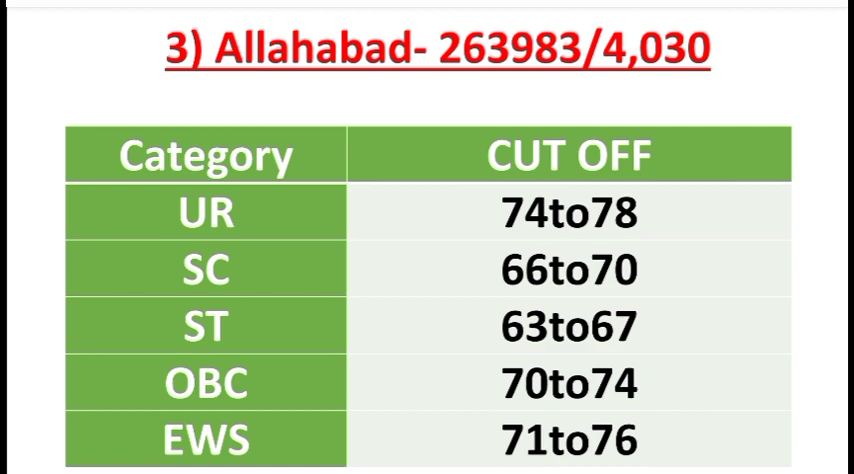 3) Allahabad- 263983/4,030
Category CUT OFF
UR 74to78
SC 66to70
ST 63to67
OBC 70to74
EWS 71to76